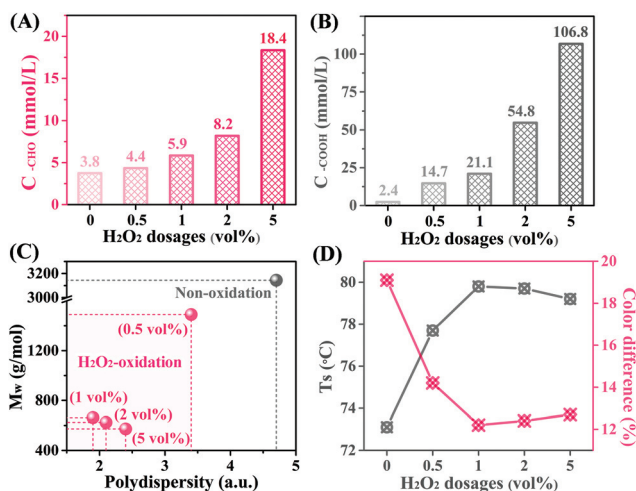 (A)
C -CHO (mmol/L)
20
15
10
5
0
3.8
4.4
5.9
8.2
18.4
0 0.5 1 2 5
H2O2 dosages (vol%)
(B)
C -COOH (mmol/L)
100
75
50
25
0
2.4
14.7
21.1
54.8
106.8
0 0.5 1 2 5
H2O2 dosages (vol%)
(C)
Mw (g/mol)
3200
3000
1200
800
400
Non-oxidation
(0.5 vol%)
H2O2-oxidation
(1 vol%)
(2 vol%)
(5 vol%)
2 3 4 5
Polydispersity (a.u.)
(D)
Ts (°C)
80
78
76
74
72
20
18
16
14
12
Color difference (%)
0 0.5 1 2 5
H2O2 dosages (vol%)